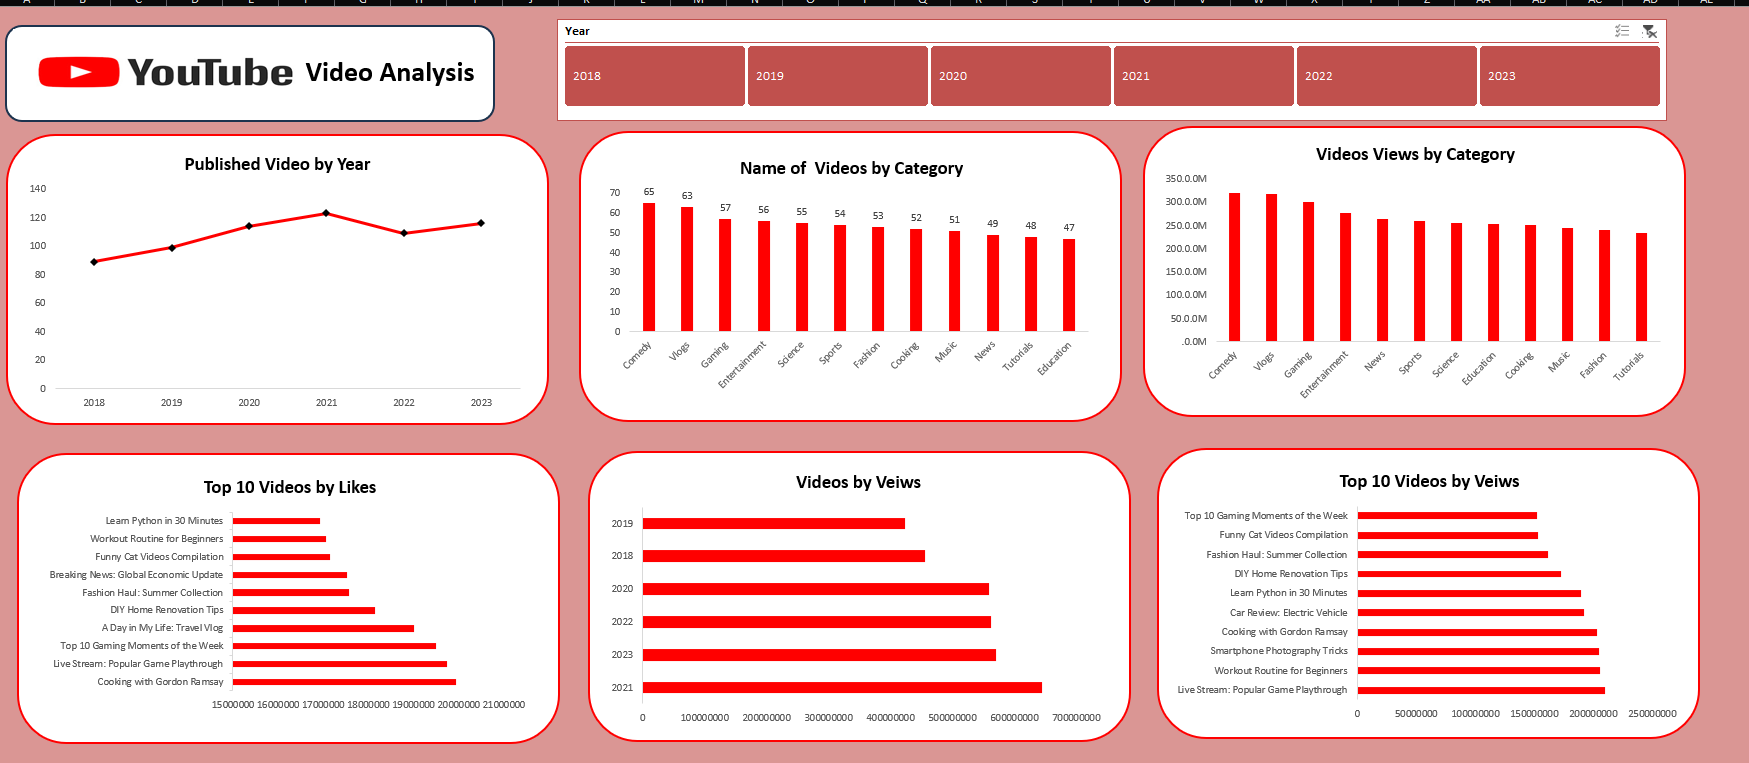 YouTube Video Analysis
Year
2018 2019 2020 2021 2022 2023
Published Video by Year
140
120
100
80
60
40
20
0
2018 2019 2020 2021 2022 2023
Name of  Videos by Category
70
60
50
40
30
20
10
0
65 63 57 56 55 54 53 52 51 49 48 47
Comedy Vlogs Gaming Entertainment Science Sports Fashion Cooking Music News Tutorials Education
Videos Views by Category
350.0.0M
300.0.0M
250.0.0M
200.0.0M
150.0.0M
100.0.0M
50.0.0M
.0.0M
Comedy Vlogs Gaming Entertainment News Sports Science Education Cooking Music Fashion Tutorials
Top 10 Videos by Likes
Learn Python in 30 Minutes
Workout Routine for Beginners
Funny Cat Videos Compilation
Breaking News: Global Economic Update
Fashion Haul: Summer Collection
DIY Home Renovation Tips
A Day in My Life: Travel Vlog
Top 10 Gaming Moments of the Week
Live Stream: Popular Game Playthrough
Cooking with Gordon Ramsay
15000000 16000000 17000000 18000000 19000000 20000000 21000000
Videos by Veiws
2019
2018
2020
2022
2023
2021
0 100000000 200000000 300000000 400000000 500000000 600000000 700000000
Top 10 Videos by Veiws
Top 10 Gaming Moments of the Week
Funny Cat Videos Compilation
Fashion Haul: Summer Collection
DIY Home Renovation Tips
Learn Python in 30 Minutes
Car Review: Electric Vehicle
Cooking with Gordon Ramsay
Smartphone Photography Tricks
Workout Routine for Beginners
Live Stream: Popular Game Playthrough
0 50000000 100000000 150000000 200000000 250000000